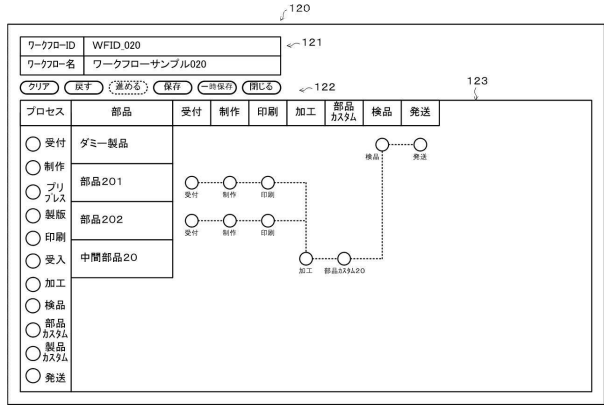 120
ワークフローID WFID_020
121
ワークフロー名 ワークフローサンプル020
クリア 戻す 進める 保存 一時保存 閉じる
122
123
プロセス 部品 受付 制作 印刷 加工 部品カスタム 検品 発送
受付
制作
プリ
プレス
製版
印刷
受入
加工
検品
部品
カスタム
製品
カスタム
発送
ダミー製品
部品201
部品202
中間部品20
検品 発送
受付 制作 印刷
受付 制作 印刷
加工 部品カスタム20